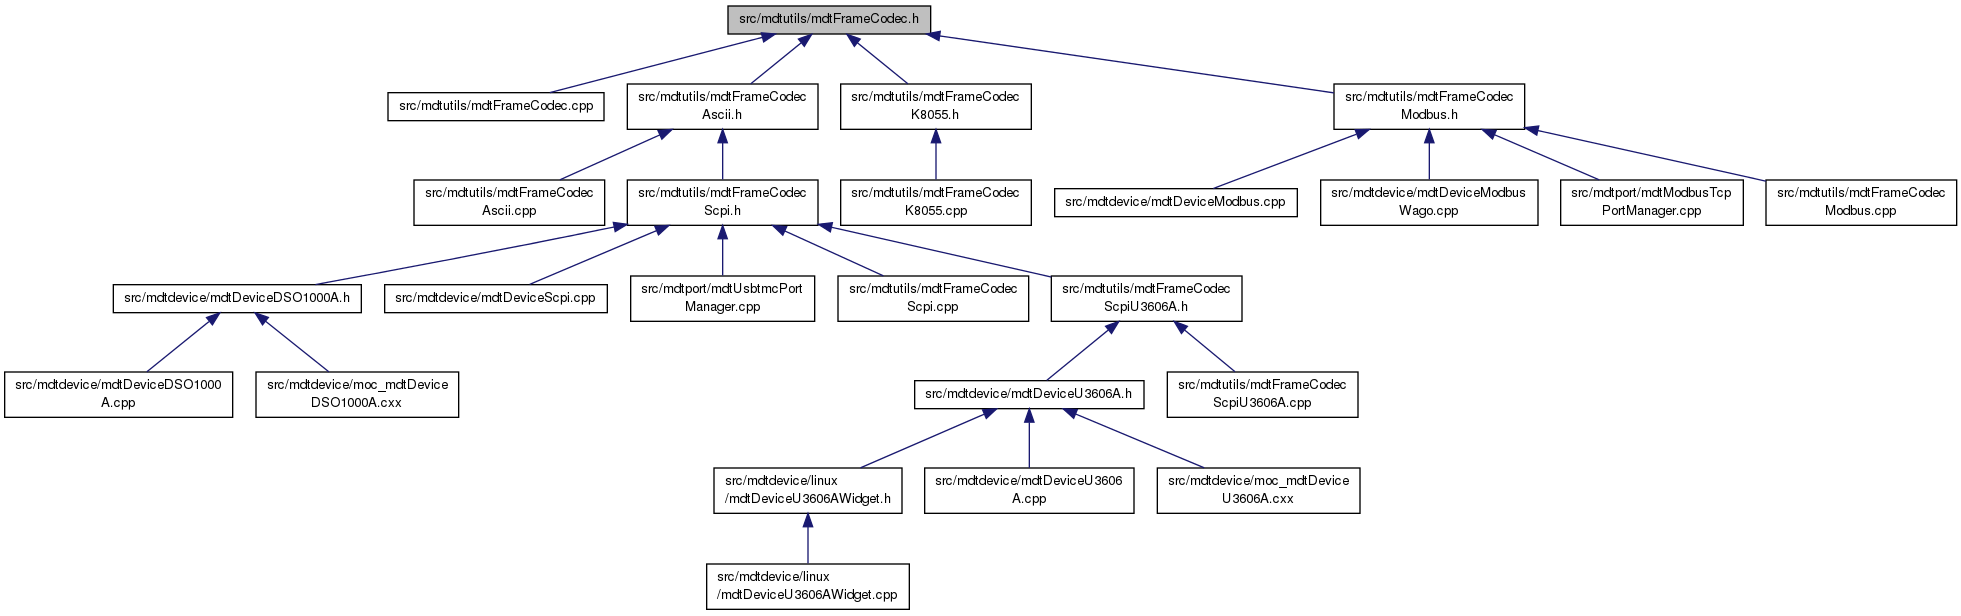 src/mdtutils/mdtFrameCodec.h
src/mdtutils/mdtFrameCodec.cpp
src/mdtutils/mdtFrameCodec
Ascii.h
src/mdtutils/mdtFrameCodec
K8055.h
src/mdtutils/mdtFrameCodec
Modbus.h
src/mdtutils/mdtFrameCodec
Ascii.cpp
src/mdtutils/mdtFrameCodec
Scpi.h
src/mdtutils/mdtFrameCodec
K8055.cpp
src/mdtdevice/mdtDeviceModbus.cpp
src/mdtdevice/mdtDeviceModbus
Wago.cpp
src/mdtport/mdtModbusTcp
PortManager.cpp
src/mdtutils/mdtFrameCodec
Modbus.cpp
src/mdtdevice/mdtDeviceDSO1000A.h
src/mdtdevice/mdtDeviceScpi.cpp
src/mdtport/mdtUsbtmcPort
Manager.cpp
src/mdtutils/mdtFrameCodec
Scpi.cpp
src/mdtutils/mdtFrameCodec
ScpiU3606A.h
src/mdtdevice/mdtDeviceDSO1000
A.cpp
src/mdtdevice/moc_mdtDevice
DSO1000A.cxx
src/mdtdevice/mdtDeviceU3606A.h
src/mdtutils/mdtFrameCodec
ScpiU3606A.cpp
src/mdtdevice/linux
/mdtDeviceU3606AWidget.h
src/mdtdevice/mdtDeviceU3606
A.cpp
src/mdtdevice/moc_mdtDevice
U3606A.cxx
src/mdtdevice/linux
/mdtDeviceU3606AWidget.cpp